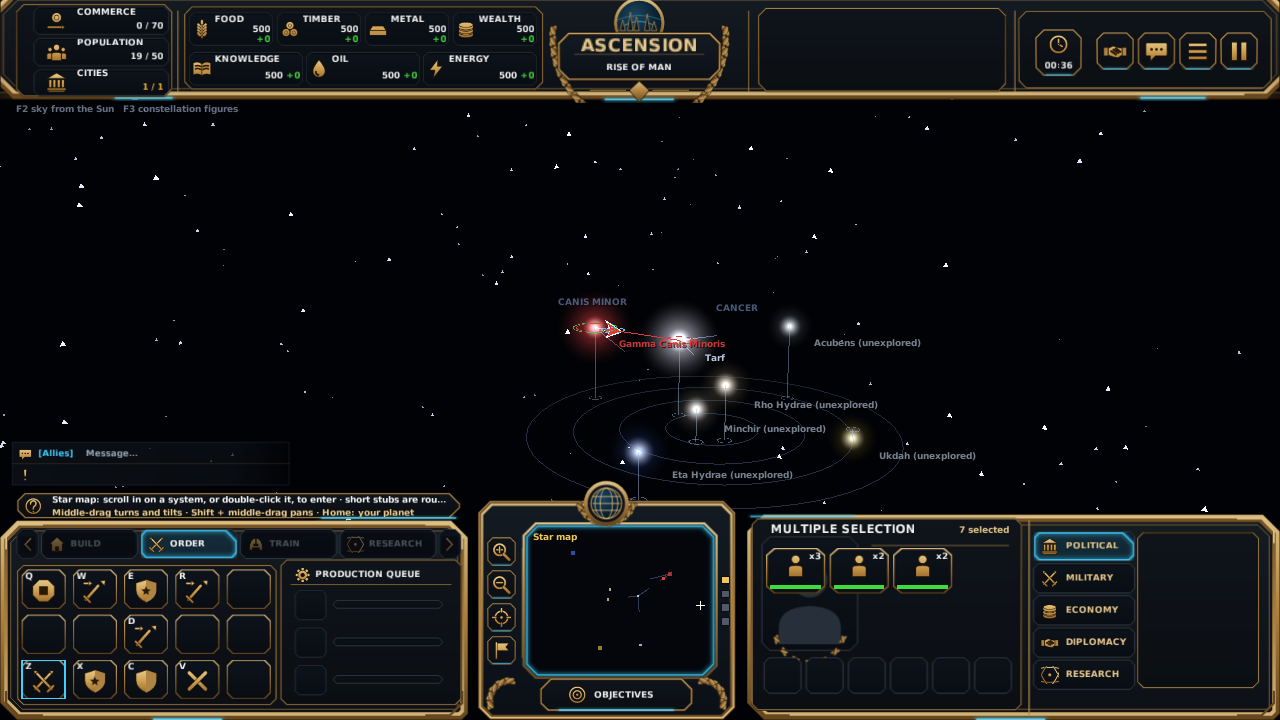 COMMERCE
0 / 70
POPULATION
19 / 50
CITIES
1 / 1
FOOD
500
+0
TIMBER
500
+0
METAL
500
+0
WEALTH
500
+0
KNOWLEDGE
500 +0
OIL
500 +0
ENERGY
500 +0
ASCENSION
RISE OF MAN
00:36
F2 sky from the Sun F3 constellation figures
CANIS MINOR
CANCER
Gamma Canis Minoris
Tarf
Acubens (unexplored)
Rho Hydrae (unexplored)
Minchir (unexplored)
Ukdah (unexplored)
Eta Hydrae (unexplored)
[Allies] Message...
!
? Star map: scroll in on a system, or double-click it, to enter · short stubs are rou...
Middle-drag turns and tilts · Shift + middle-drag pans · Home: your planet
BUILD
ORDER
TRAIN
RESEARCH
Q
W
E
R
D
Z
X
C
V
PRODUCTION QUEUE
Star map
OBJECTIVES
MULTIPLE SELECTION
7 selected
x3
x2
x2
POLITICAL
MILITARY
ECONOMY
DIPLOMACY
RESEARCH